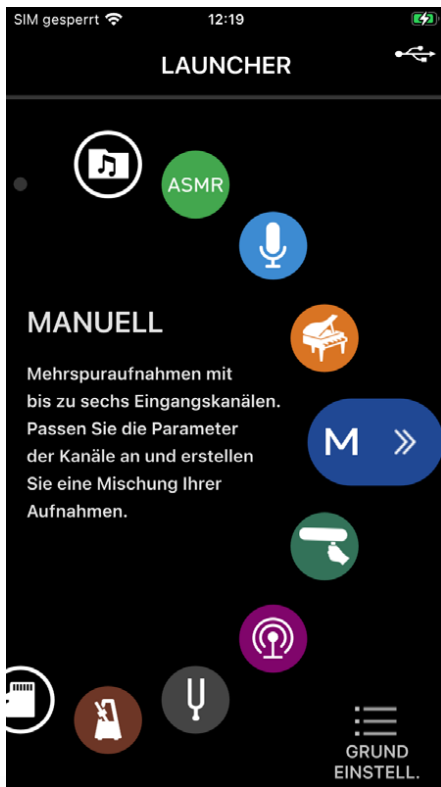 SIM gesperrt 12:19
LAUNCHER
ASMR
MANUELL
Mehrspuraufnahmen mit
bis zu sechs Eingangskanälen.
Passen Sie die Parameter
der Kanäle an und erstellen
Sie eine Mischung Ihrer
Aufnahmen.
M
GRUND
EINSTELL.